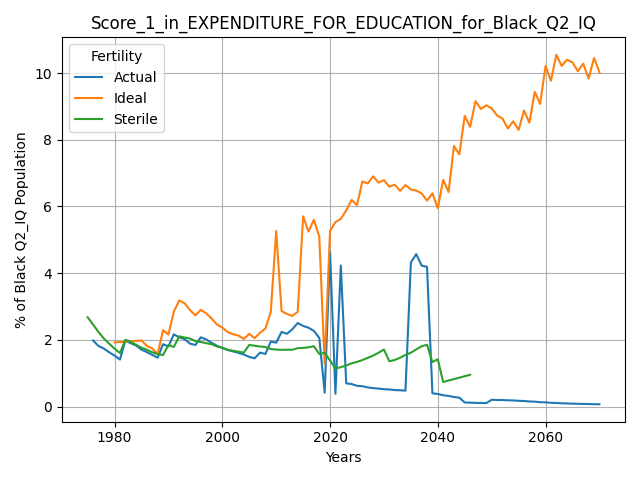 Score_1_in_EXPENDITURE_FOR_EDUCATION_for_Black_Q2_IQ
Fertility
Actual
Ideal
Sterile
% of Black Q2_IQ Population
10
8
6
4
2
0
1980
2000
2020
2040
2060
Years